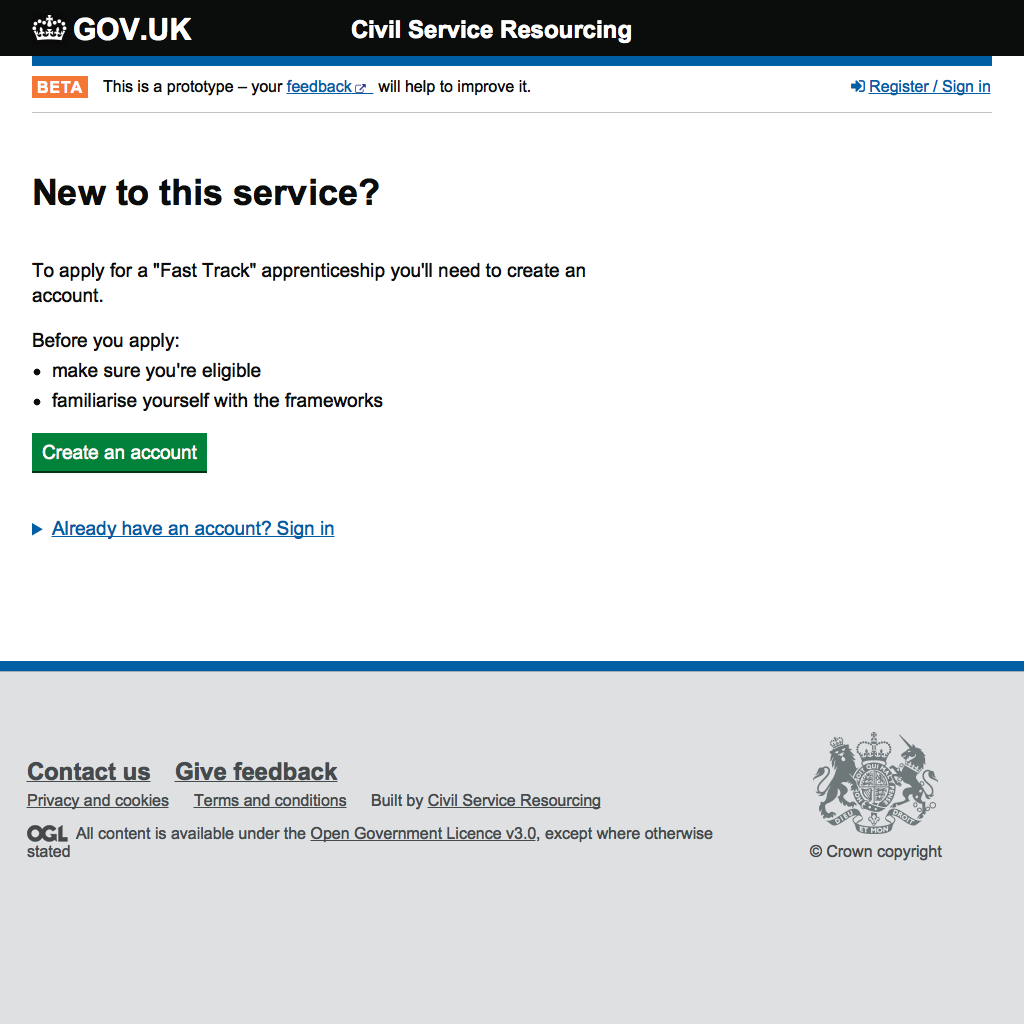 GOV.UK
Civil Service Resourcing
BETA
This is a prototype – your feedback will help to improve it.
Register / Sign in
New to this service?
To apply for a "Fast Track" apprenticeship you'll need to create an
account.
Before you apply:
• make sure you're eligible
• familiarise yourself with the frameworks
Create an account
Already have an account? Sign in
Contact us Give feedback
Privacy and cookies Terms and conditions Built by Civil Service Resourcing
OGL All content is available under the Open Government Licence v3.0, except where otherwise
stated
DIEU ET MON DROIT
© Crown copyright